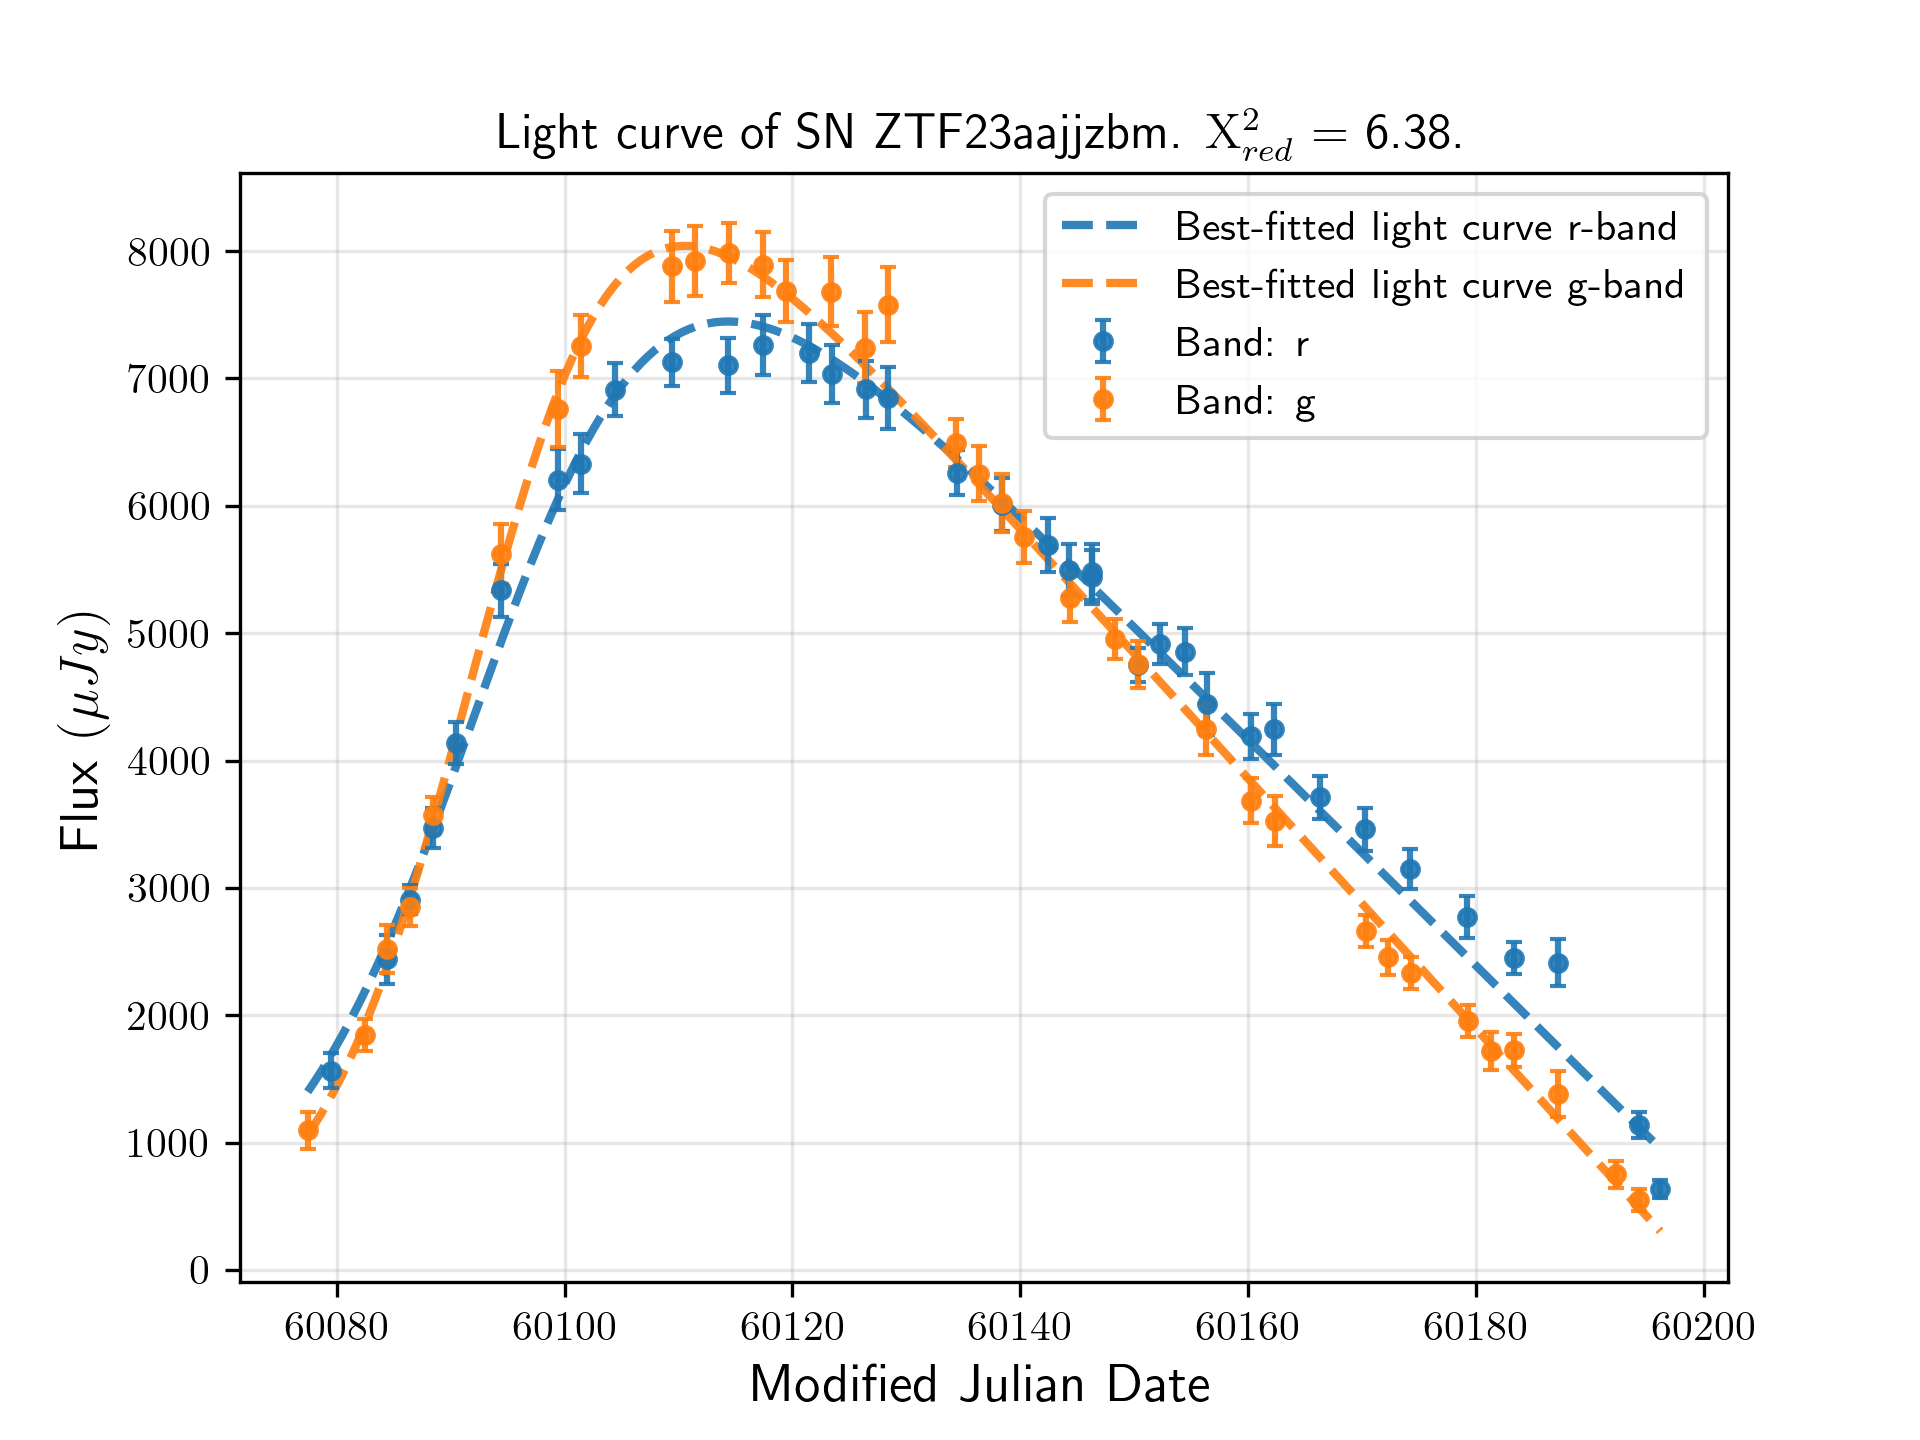 Light curve of SN ZTF23aajjzbm. X²_red = 6.38.
Best-fitted light curve r-band
Best-fitted light curve g-band
Band: r
Band: g
Flux (μJy)
8000
7000
6000
5000
4000
3000
2000
1000
0
60080 60100 60120 60140 60160 60180 60200
Modified Julian Date